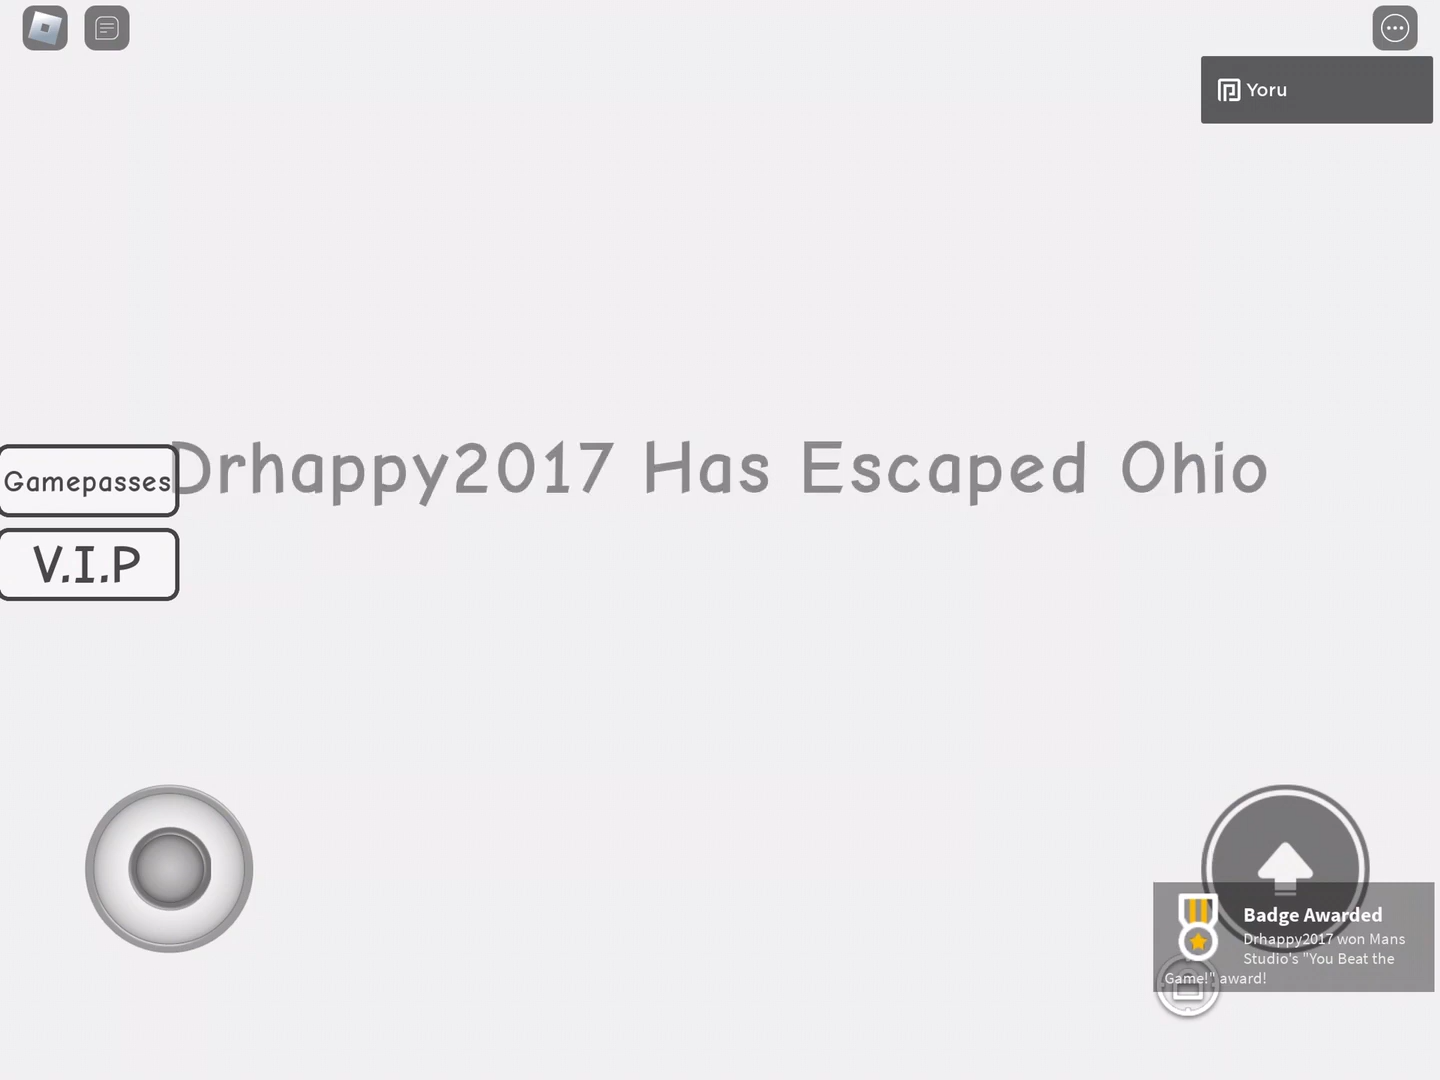 Yoru
Drhappy2017 Has Escaped Ohio
Gamepasses
V.I.P
Badge Awarded
Drhappy2017 won Mans
Studio's "You Beat the
Game!" award!